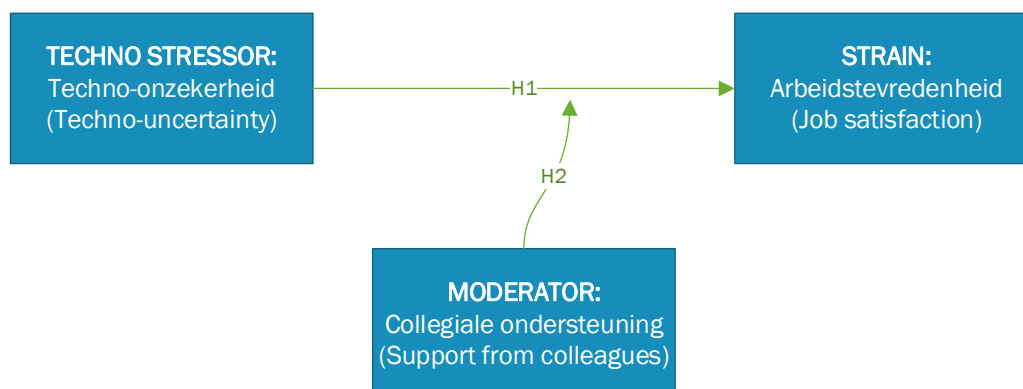 TECHNO STRESSOR:
Techno-onzekerheid
(Techno-uncertainty)
H1
STRAIN:
Arbeidstevredenheid
(Job satisfaction)
H2
MODERATOR:
Collegiale ondersteuning
(Support from colleagues)